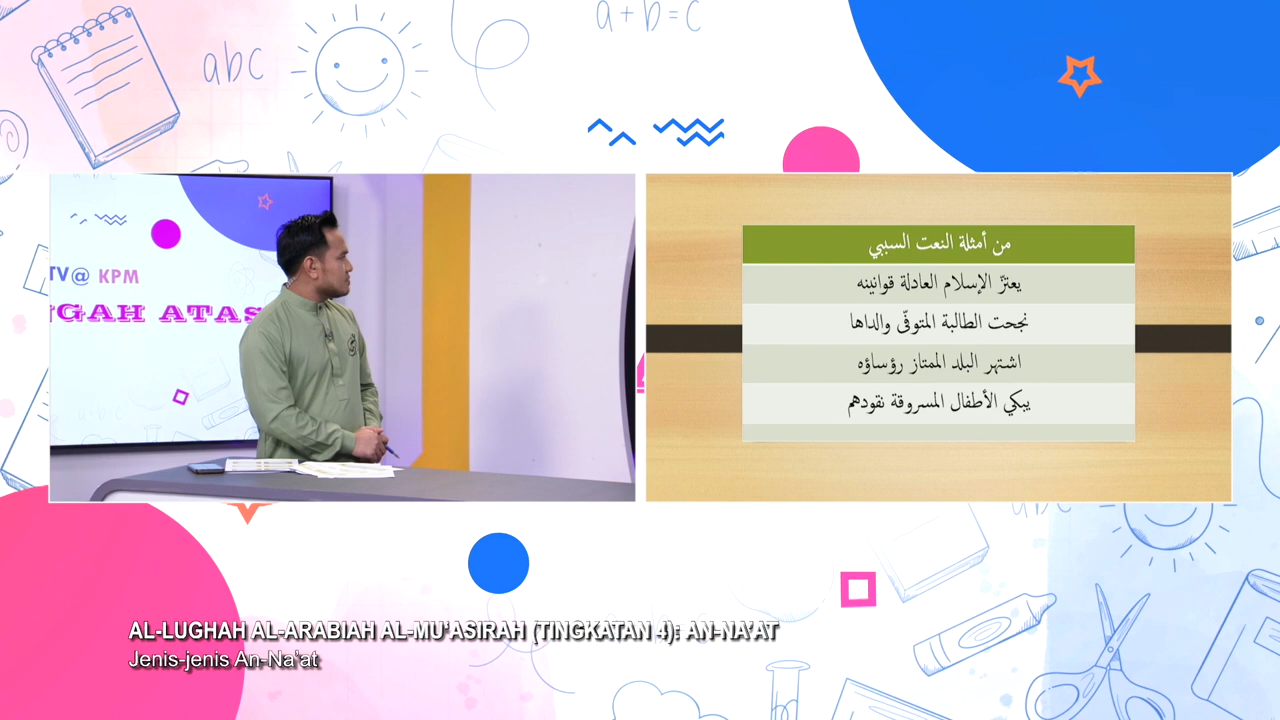 abc
a+b=c
TV@ KPM
NGAH ATAS
من أمثلة النعت السببي
يعتزّ الإسلام العادلة قوانينه
نجحت الطالبة المتوفّى والداها
اشتهر البلد الممتاز رؤساؤه
يبكي الأطفال المسروقة نقودهم
abc
AL-LUGHAH AL-ARABIAH AL-MU'ASIRAH (TINGKATAN 4): AN-NA'AT
Jenis-jenis An-Na'at